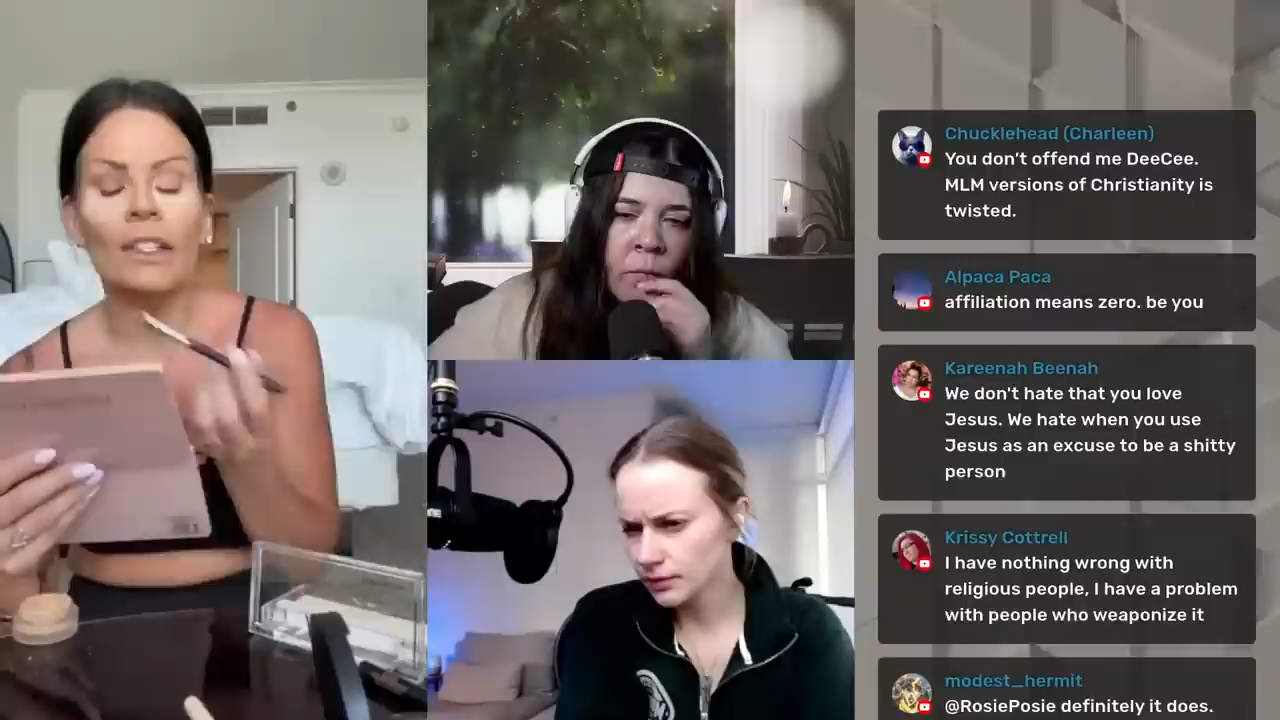 Chucklehead (Charleen)
You don’t offend me DeeCee.
MLM versions of Christianity is
twisted.
Alpaca Paca
affiliation means zero. be you
Kareenah Beenah
We don't hate that you love
Jesus. We hate when you use
Jesus as an excuse to be a shitty
person
Krissy Cottrell
I have nothing wrong with
religious people, I have a problem
with people who weaponize it
modest_hermit
@RosiePosie definitely it does.